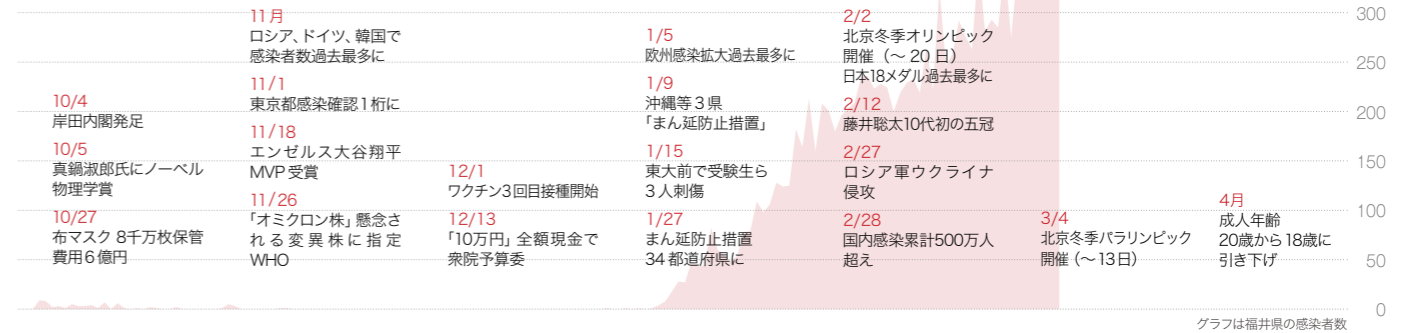 10/4
岸田内閣発足
10/5
真鍋淑郎氏にノーベル
物理学賞
10/27
布マスク 8千万枚保管
費用6億円
11月
ロシア、ドイツ、韓国で
感染者数過去最多に
11/1
東京都感染確認1桁に
11/18
エンゼルス大谷翔平
MVP受賞
11/26
「オミクロン株」懸念さ
れる変異株に指定
WHO
12/1
ワクチン3回目接種開始
12/13
「10万円」全額現金で
衆院予算委
1/5
欧州感染拡大過去最多に
1/9
沖縄等3県
「まん延防止措置」
1/15
東大前で受験生ら
3人刺傷
1/27
まん延防止措置
34都道府県に
2/2
北京冬季オリンピック
開催(〜20日)
日本18メダル過去最多に
2/12
藤井聡太10代初の五冠
2/27
ロシア軍ウクライナ
侵攻
2/28
国内感染累計500万人
超え
3/4
北京冬季パラリンピック
開催(〜13日)
4月
成人年齢
20歳から18歳に
引き下げ
300
250
200
150
100
50
0
グラフは福井県の感染者数